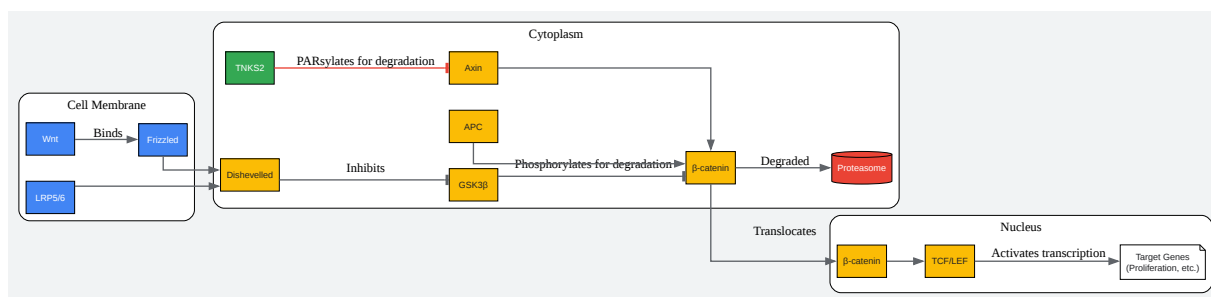 Cytoplasm
TNKS2
PARsylates for degradation
Axin
Cell Membrane
Wnt
Binds
Frizzled
LRP5/6
APC
Dishevelled
Inhibits
GSK3β
Phosphorylates for degradation
β-catenin
Degraded
Proteasome
Translocates
Nucleus
β-catenin
TCF/LEF
Activates transcription
Target Genes
(Proliferation, etc.)